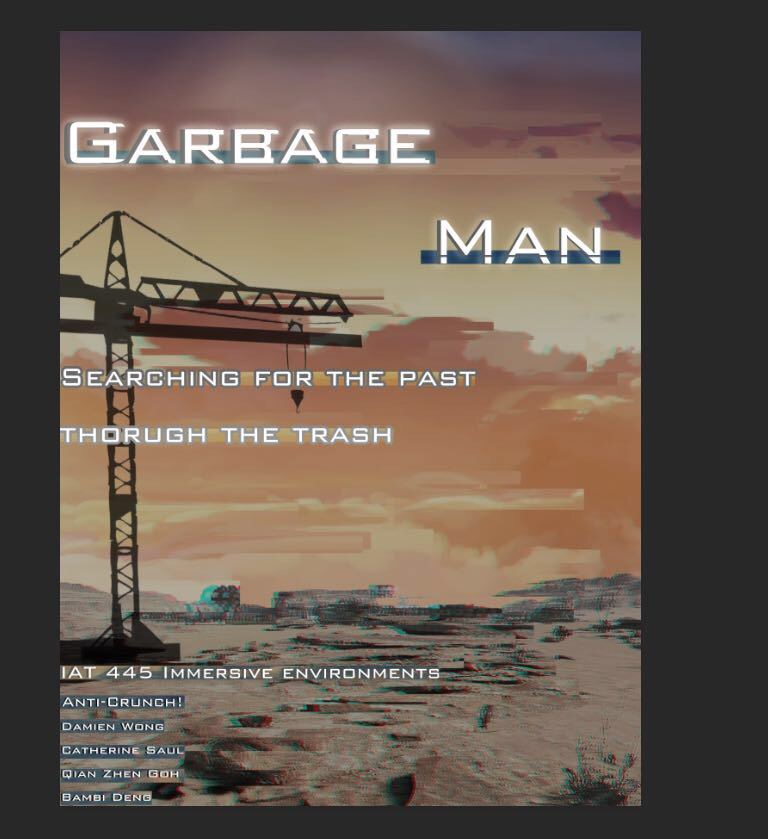 Garbage
Man
Searching for the past
thorugh the trash
IAT 445 Immersive environments
Anti-Crunch!
Damien Wong
Catherine Saul
Qian Zhen Goh
Bambi Deng